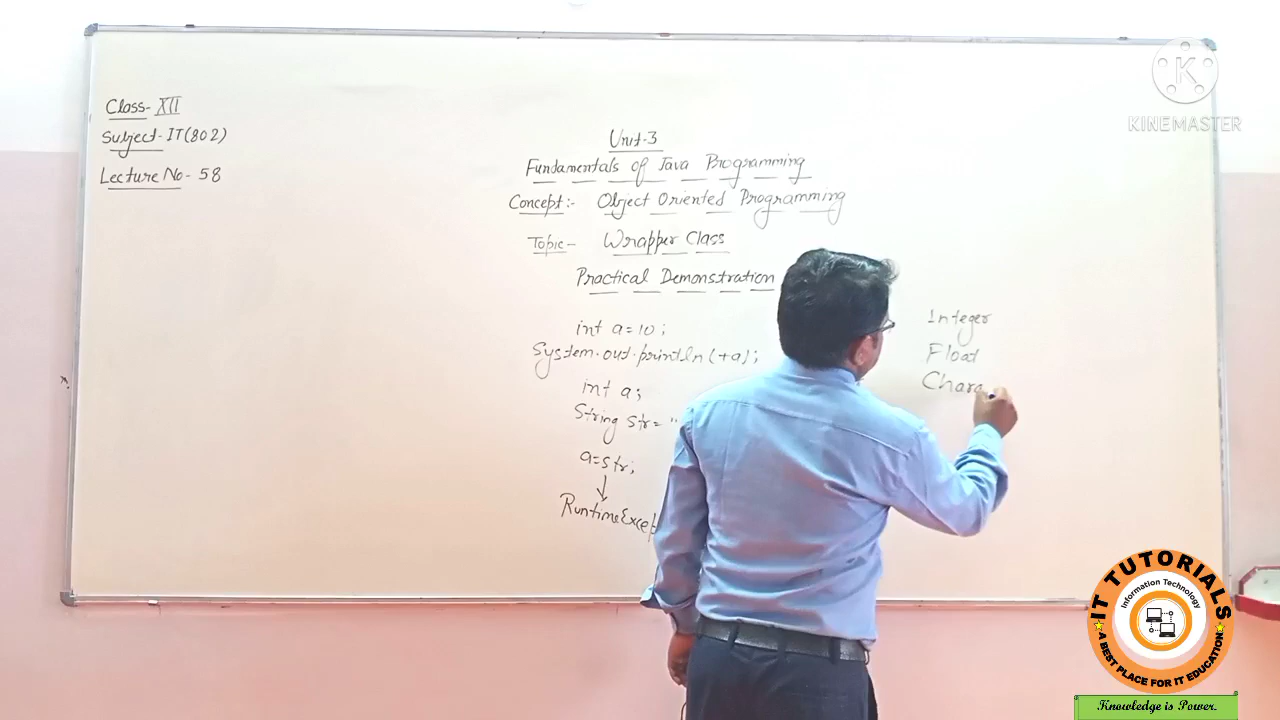 Class- XII
Subject- IT(802)
Lecture No- 58
Unit-3
Fundamentals of Java Programming
Concept:- Object Oriented Programming
Topic- Wrapper Class
Practical Demonstration
int a=10;
System.out.println(+a);
int a;
String str= "
a=str;
RuntimeExcep
Integer
Float
Chara
KINEMASTER
IT TUTORIALS
Information Technology
A BEST PLACE FOR IT EDUCATION
Knowledge is Power.